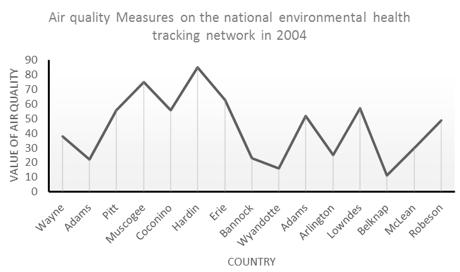 Air quality Measures on the national environmental health
tracking network in 2004
VALUE OF AIR QUALITY
90
80
70
60
50
40
30
20
10
0
Wayne
Adams
Pitt
Muscogee
Coconino
Hardin
Erie
Bannock
Wyandotte
Adams
Arlington
Lowndes
Belknap
McLean
Robeson
COUNTRY